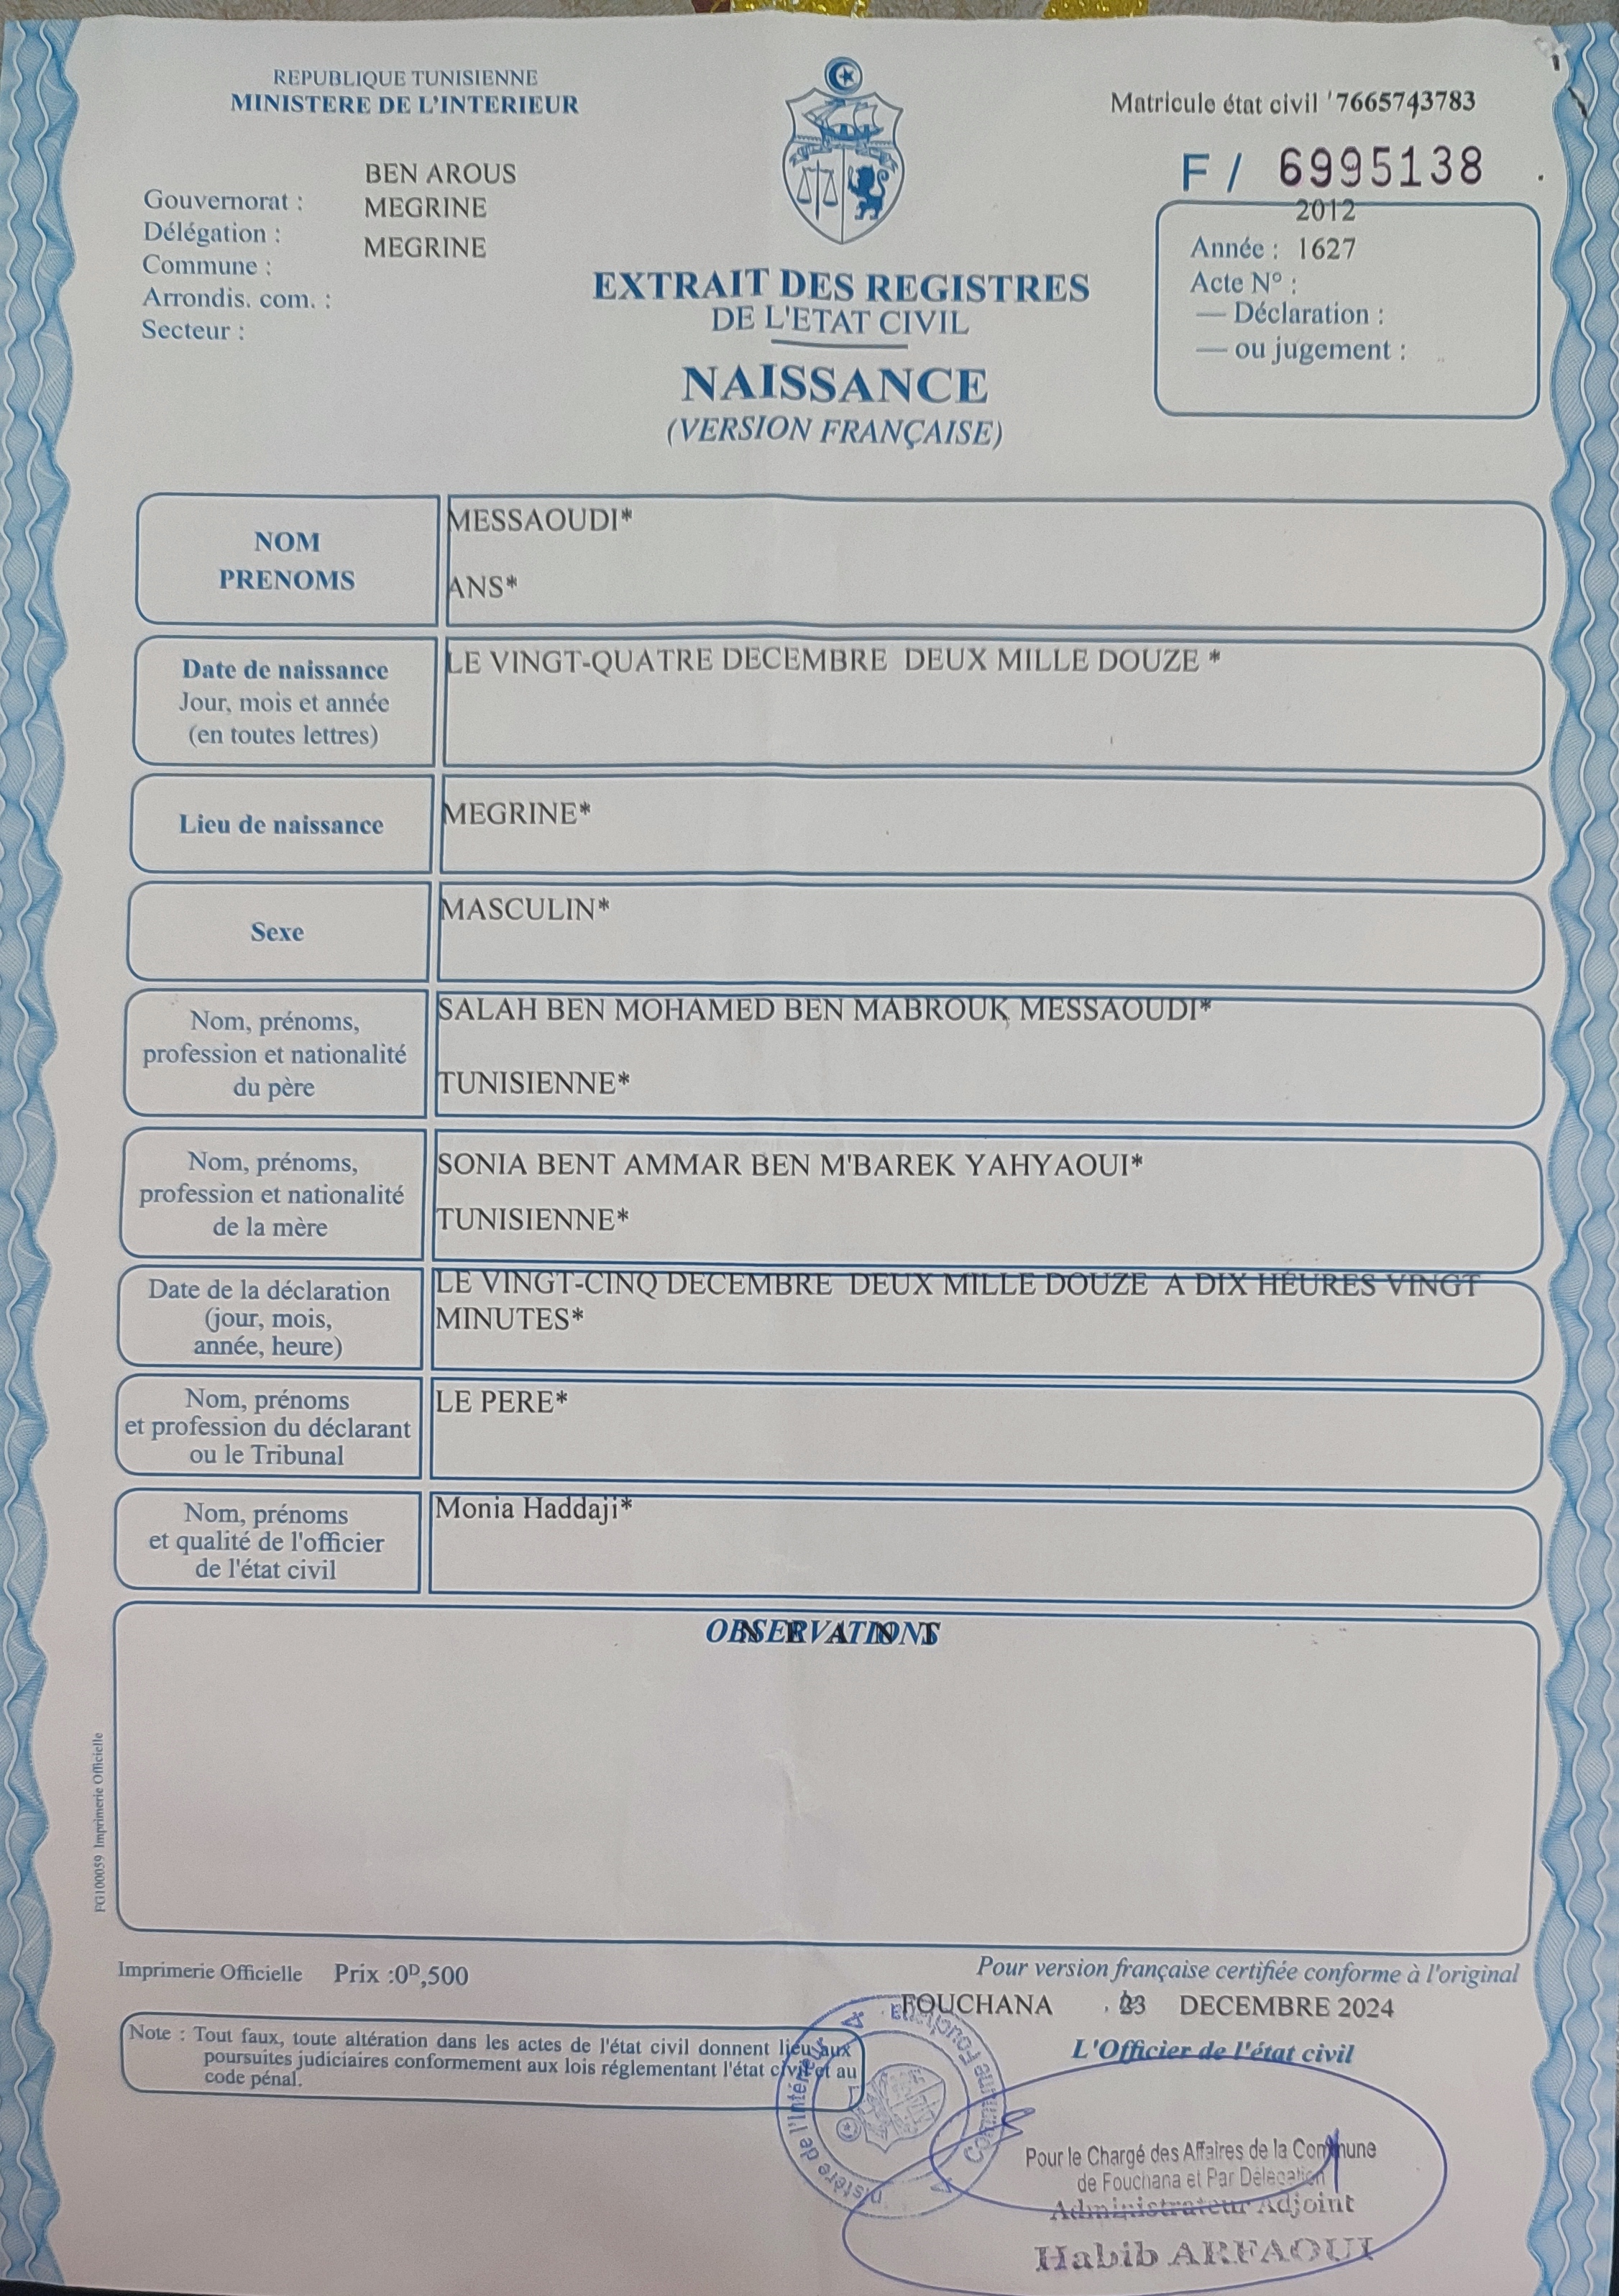 REPUBLIQUE TUNISIENNE
MINISTERE DE L'INTERIEUR
Matricule état civil '7665743783
F / 6995138
BEN AROUS
Gouvernorat :
MEGRINE
Délégation :
MEGRINE
Commune :
Arrondis. com. :
Secteur :
2012
Année : 1627
Acte N° :
— Déclaration :
— ou jugement :
EXTRAIT DES REGISTRES
DE L'ETAT CIVIL
NAISSANCE
(VERSION FRANÇAISE)
NOM
PRENOMS
MESSAOUDI*
ANS*
Date de naissance
Jour, mois et année
(en toutes lettres)
LE VINGT-QUATRE DECEMBRE DEUX MILLE DOUZE *
Lieu de naissance
MEGRINE*
Sexe
MASCULIN*
Nom, prénoms,
profession et nationalité
du père
SALAH BEN MOHAMED BEN MABROUK MESSAOUDI*
TUNISIENNE*
Nom, prénoms,
profession et nationalité
de la mère
SONIA BENT AMMAR BEN M'BAREK YAHYAOUI*
TUNISIENNE*
Date de la déclaration
(jour, mois,
année, heure)
LE VINGT-CINQ DECEMBRE DEUX MILLE DOUZE A DIX HEURES VINGT
MINUTES*
Nom, prénoms
et profession du déclarant
ou le Tribunal
LE PERE*
Nom, prénoms
et qualité de l'officier
de l'état civil
Monia Haddaji*
OBSERVATIONS
N E A N T
FG100059 Imprimerie Officielle
Imprimerie Officielle Prix :0D,500
Pour version française certifiée conforme à l'original
FOUCHANA , 23 DECEMBRE 2024
Note : Tout faux, toute altération dans les actes de l'état civil donnent lieu aux
poursuites judiciaires conformement aux lois réglementant l'état civil et au
code pénal.
L'Officier de l'état civil
Commune Fouchana
de l'Intérieur
Pour le Chargé des Affaires de la Commune
de Fouchana et Par Délégation
Administrateur Adjoint
Habib ARFAOUI